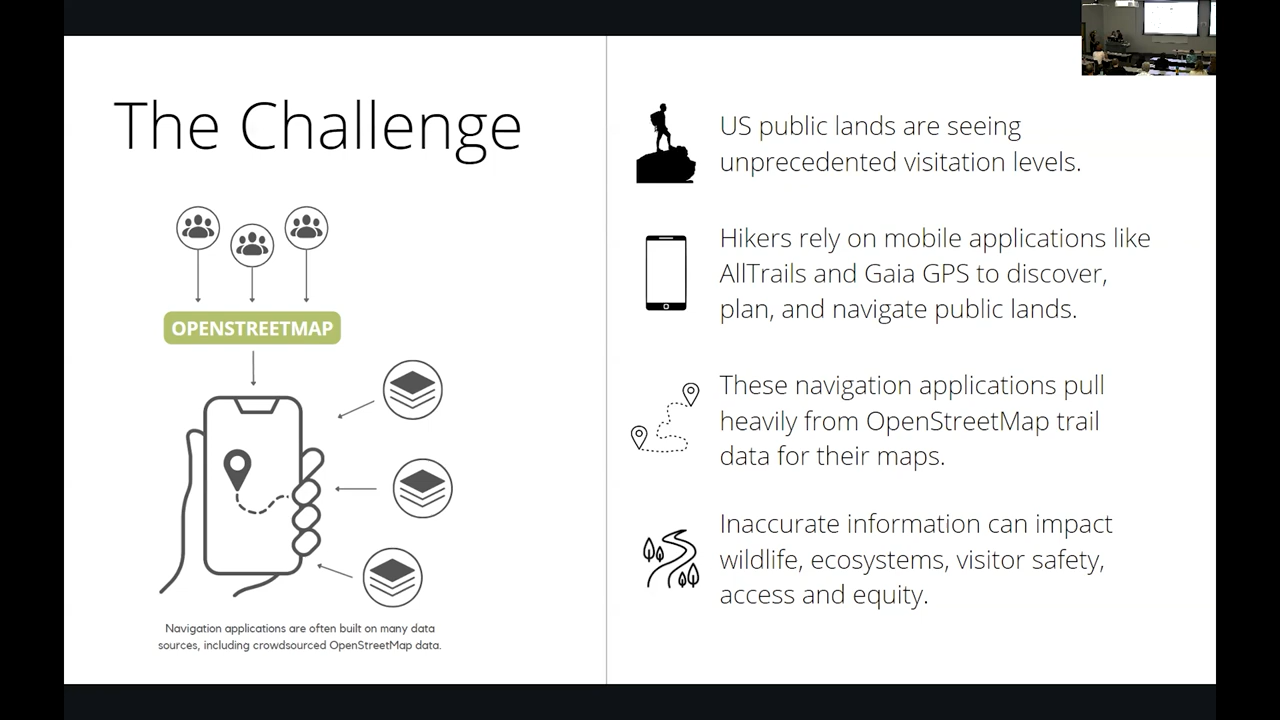 The Challenge
OPENSTREETMAP
Navigation applications are often built on many data
sources, including crowdsourced OpenStreetMap data.
US public lands are seeing
unprecedented visitation levels.
Hikers rely on mobile applications like
AllTrails and Gaia GPS to discover,
plan, and navigate public lands.
These navigation applications pull
heavily from OpenStreetMap trail
data for their maps.
Inaccurate information can impact
wildlife, ecosystems, visitor safety,
access and equity.